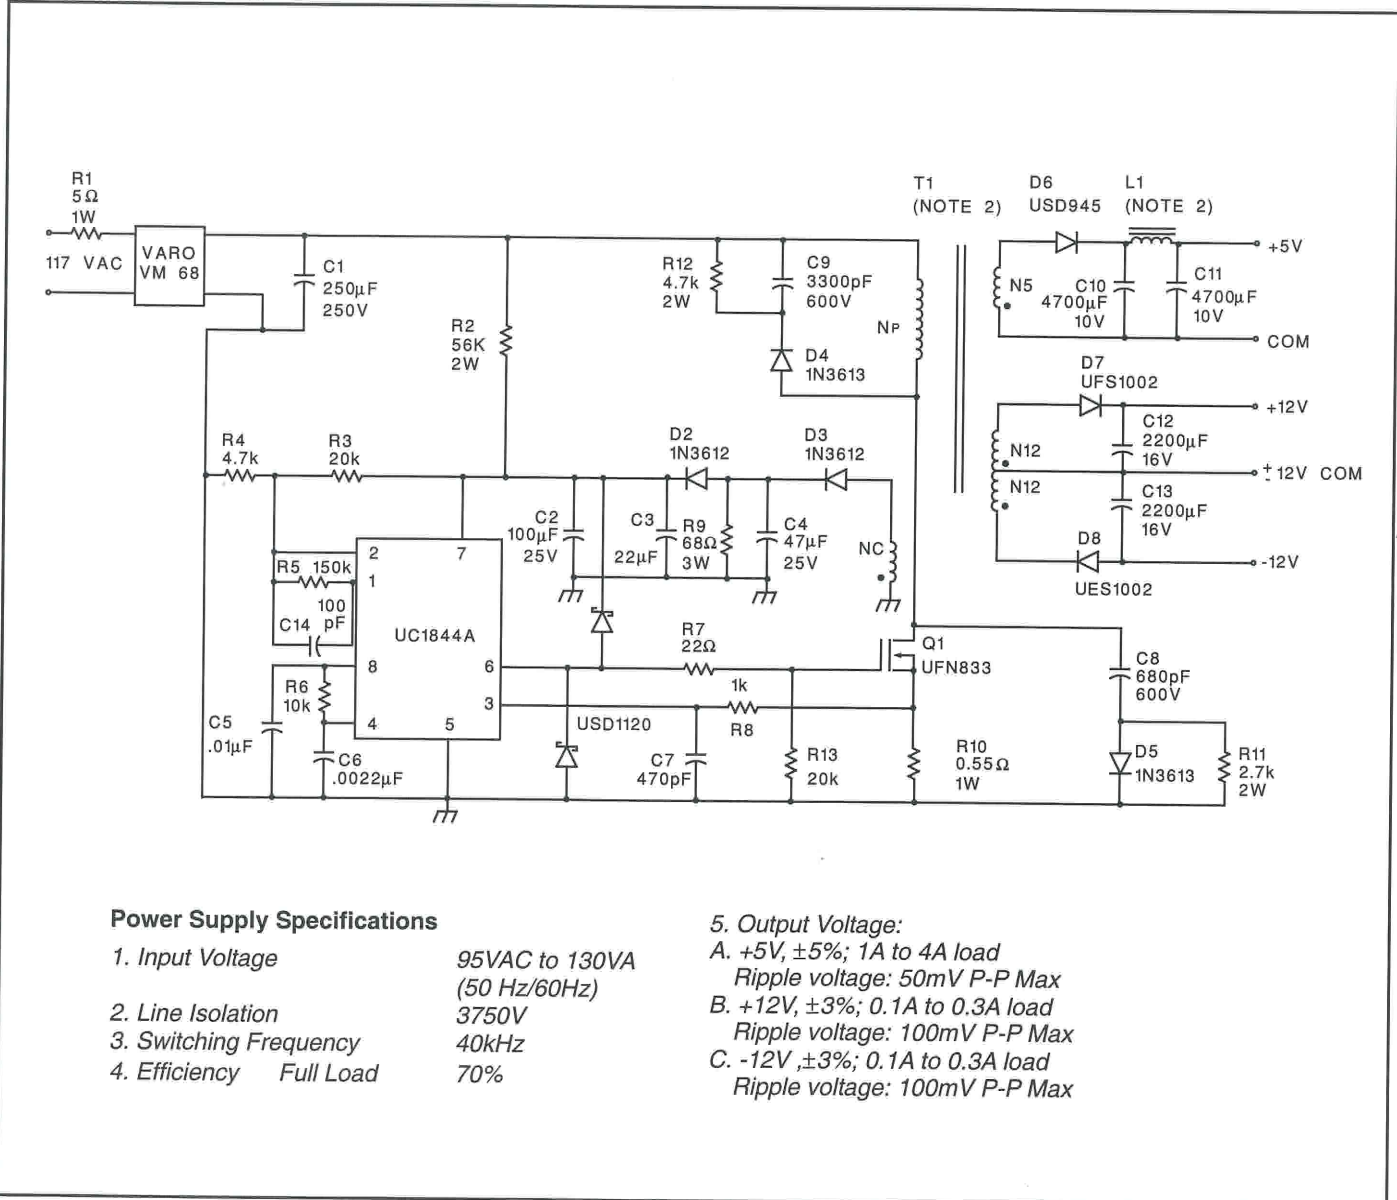 R1
5Ω
1W
117 VAC
VARO
VM 68
C1
250µF
250V
R2
56K
2W
R12
4.7k
2W
C9
3300pF
600V
D4
1N3613
NP
T1
(NOTE 2)
D6
USD945
L1
(NOTE 2)
+5V
N5
C10
4700µF
10V
C11
4700µF
10V
COM
D7
UFS1002
+12V
N12
C12
2200µF
16V
±12V COM
N12
C13
2200µF
16V
D8
UES1002
-12V
R4
4.7k
R3
20k
D2
1N3612
D3
1N3612
C2
100µF
25V
C3
22µF
R9
68Ω
3W
C4
47µF
25V
NC
2
7
R5 150k
1
100
pF
C14
UC1844A
8
6
R6
10k
3
4
5
C5
.01µF
C6
.0022µF
USD1120
R7
22Ω
1k
R8
C7
470pF
R13
20k
Q1
UFN833
R10
0.55Ω
1W
C8
680pF
600V
D5
1N3613
R11
2.7k
2W
Power Supply Specifications
1. Input Voltage 95VAC to 130VA
(50 Hz/60Hz)
2. Line Isolation 3750V
3. Switching Frequency 40kHz
4. Efficiency Full Load 70%
5. Output Voltage:
A. +5V, ±5%; 1A to 4A load
Ripple voltage: 50mV P-P Max
B. +12V, ±3%; 0.1A to 0.3A load
Ripple voltage: 100mV P-P Max
C. -12V ,±3%; 0.1A to 0.3A load
Ripple voltage: 100mV P-P Max